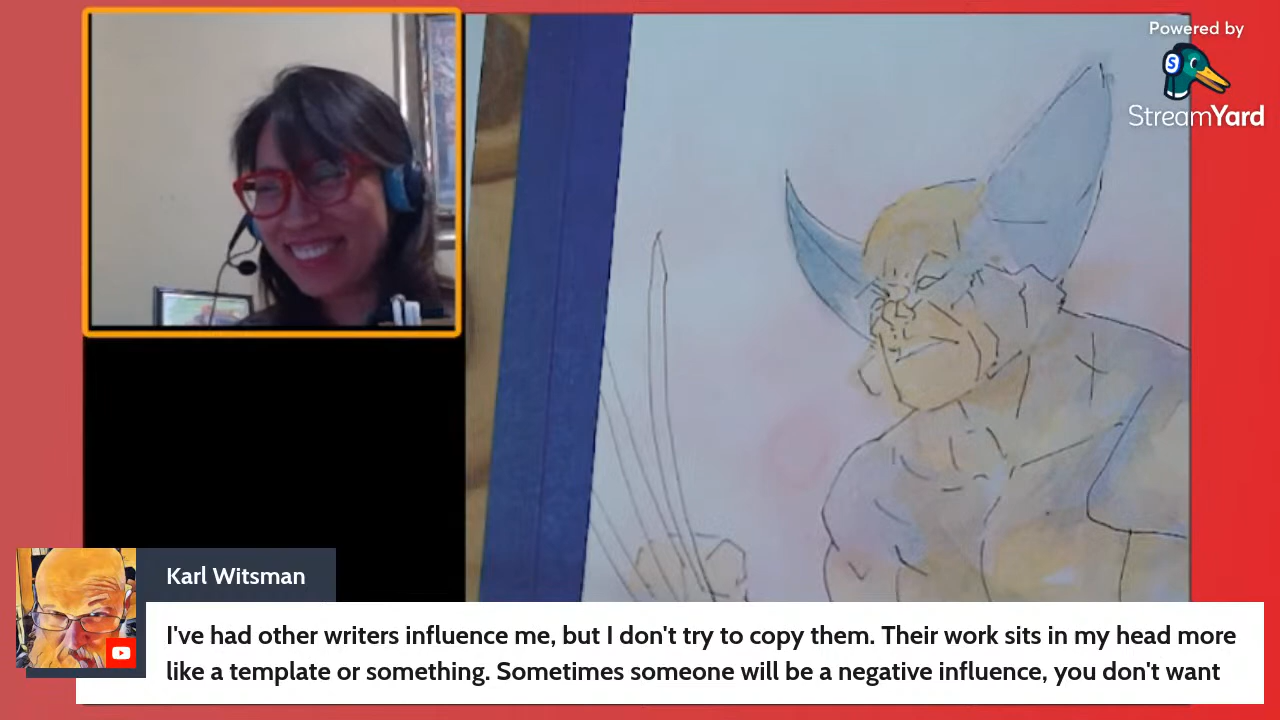 Powered by
S
StreamYard
Karl Witsman
I've had other writers influence me, but I don't try to copy them. Their work sits in my head more
like a template or something. Sometimes someone will be a negative influence, you don't want